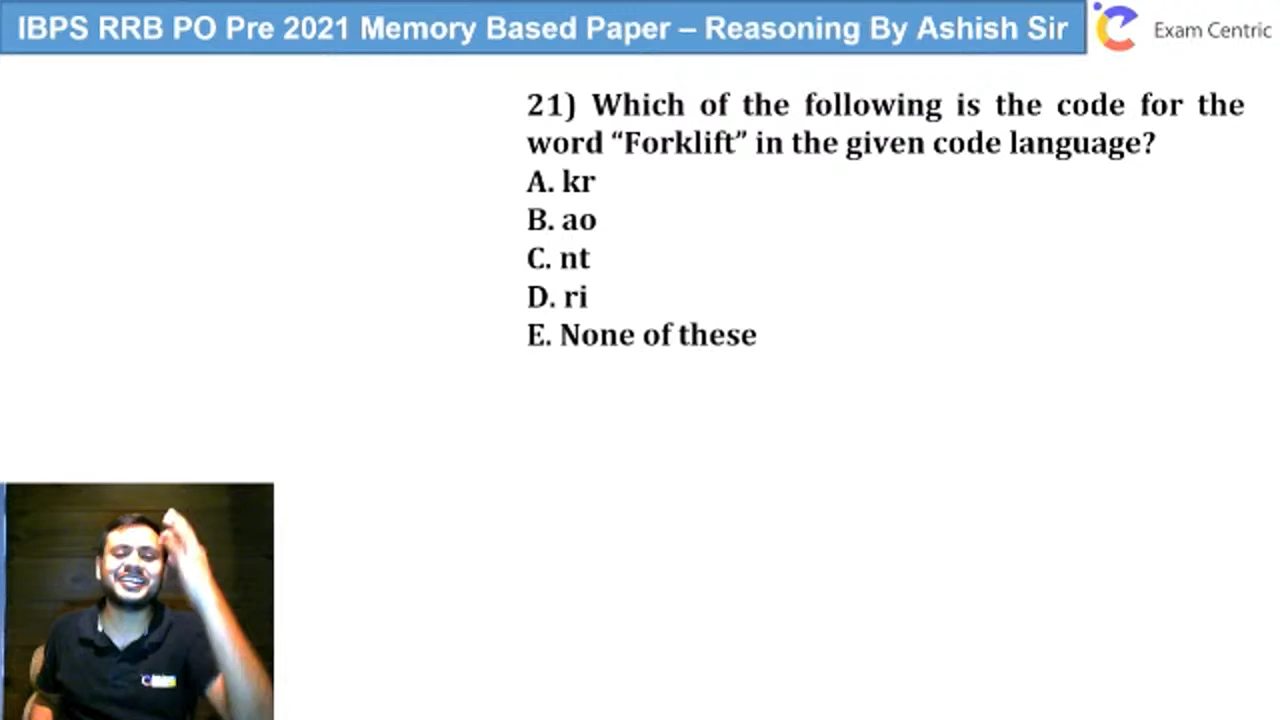 IBPS RRB PO Pre 2021 Memory Based Paper – Reasoning By Ashish Sir
Exam Centric
21) Which of the following is the code for the
word “Forklift” in the given code language?
A. kr
B. ao
C. nt
D. ri
E. None of these